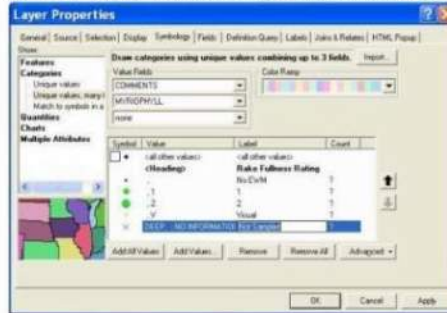 Layer Properties
General | Source | Selection | Display | Symbology | Fields | Definition Query | Labels | Joins & Relates | HTML Popup
Show:
Features
Categories
Unique values
Unique values, many
Match to symbols in a
Quantities
Charts
Multiple Attributes
Draw categories using unique values combining up to 3 fields.
Import...
Value Fields
Color Ramp
COMMENTS
MYRIOPHYLL
none
Symbol Value Label Count
<all other values> <all other values>
<Heading> Rake Fullness Rating
, No EWM ?
, 1 1 ?
, 2 2 ?
, V Visual ?
DEEP, - NO INFORMATIO Not Sampled ?
Add All Values Add Values... Remove Remove All Advanced
OK Cancel Apply